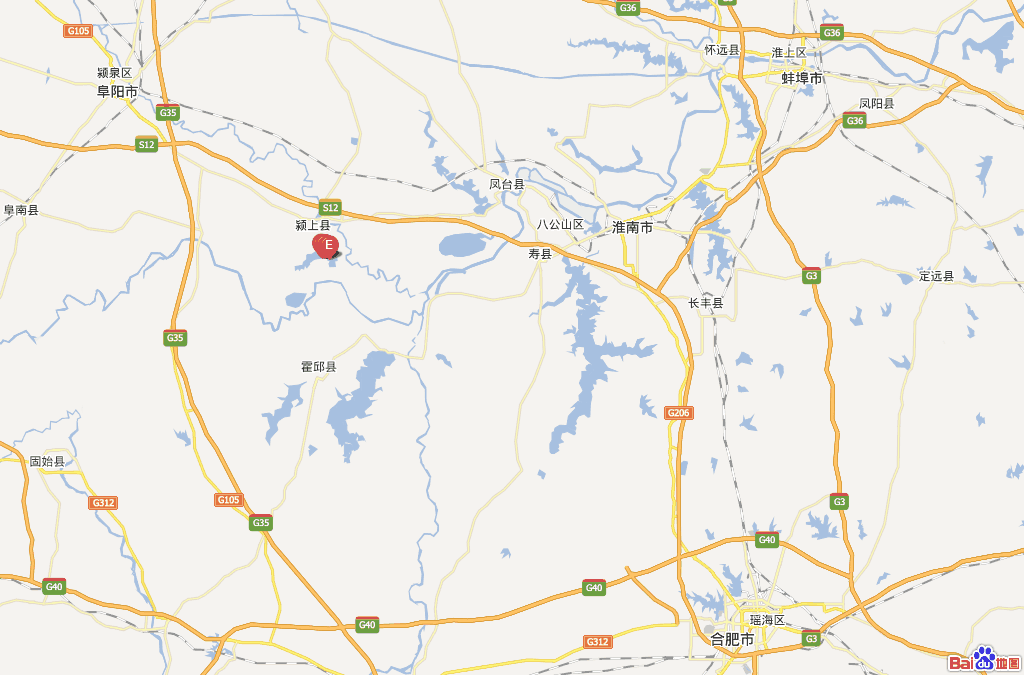 G36
G105
G36
怀远县
淮上区
颍泉区
阜阳市
蚌埠市
凤阳县
G35
G36
S12
凤台县
阜南县
S12
颍上县
八公山区
淮南市
E
寿县
G3
定远县
长丰县
G35
霍邱县
G206
固始县
G312
G105
G3
G35
G40
G40
G40
G40
瑶海区
G312
G3
合肥市
Bai du 地图